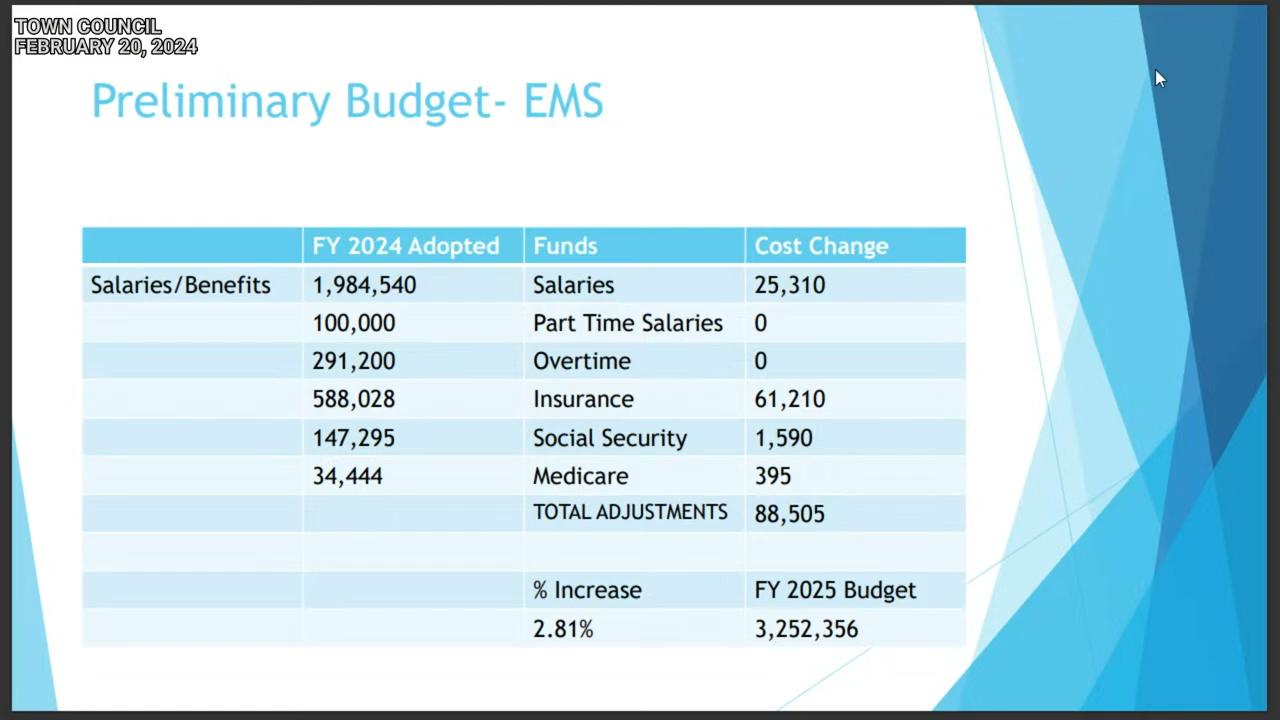 TOWN COUNCIL
FEBRUARY 20, 2024
Preliminary Budget- EMS
FY 2024 Adopted Funds Cost Change
Salaries/Benefits 1,984,540 Salaries 25,310
100,000 Part Time Salaries 0
291,200 Overtime 0
588,028 Insurance 61,210
147,295 Social Security 1,590
34,444 Medicare 395
TOTAL ADJUSTMENTS 88,505
% Increase FY 2025 Budget
2.81% 3,252,356